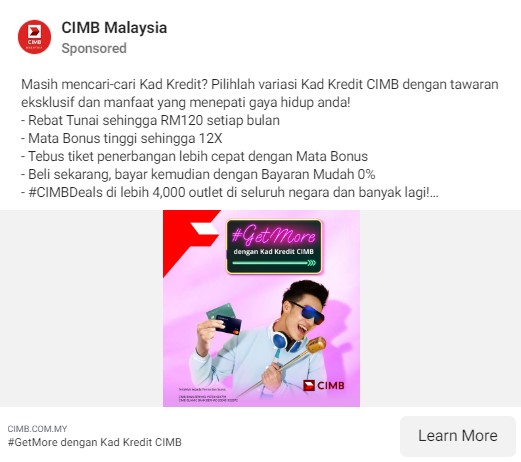 CIMB
CIMB Malaysia
Sponsored
Masih mencari-cari Kad Kredit? Pilihlah variasi Kad Kredit CIMB dengan tawaran
eksklusif dan manfaat yang menepati gaya hidup anda!
- Rebat Tunai sehingga RM120 setiap bulan
- Mata Bonus tinggi sehingga 12X
- Tebus tiket penerbangan lebih cepat dengan Mata Bonus
- Beli sekarang, bayar kemudian dengan Bayaran Mudah 0%
- #CIMBDeals di lebih 4,000 outlet di seluruh negara dan banyak lagi!...
#GetMore
dengan Kad Kredit CIMB
CIMB
CIMB.COM.MY
#GetMore dengan Kad Kredit CIMB
Learn More